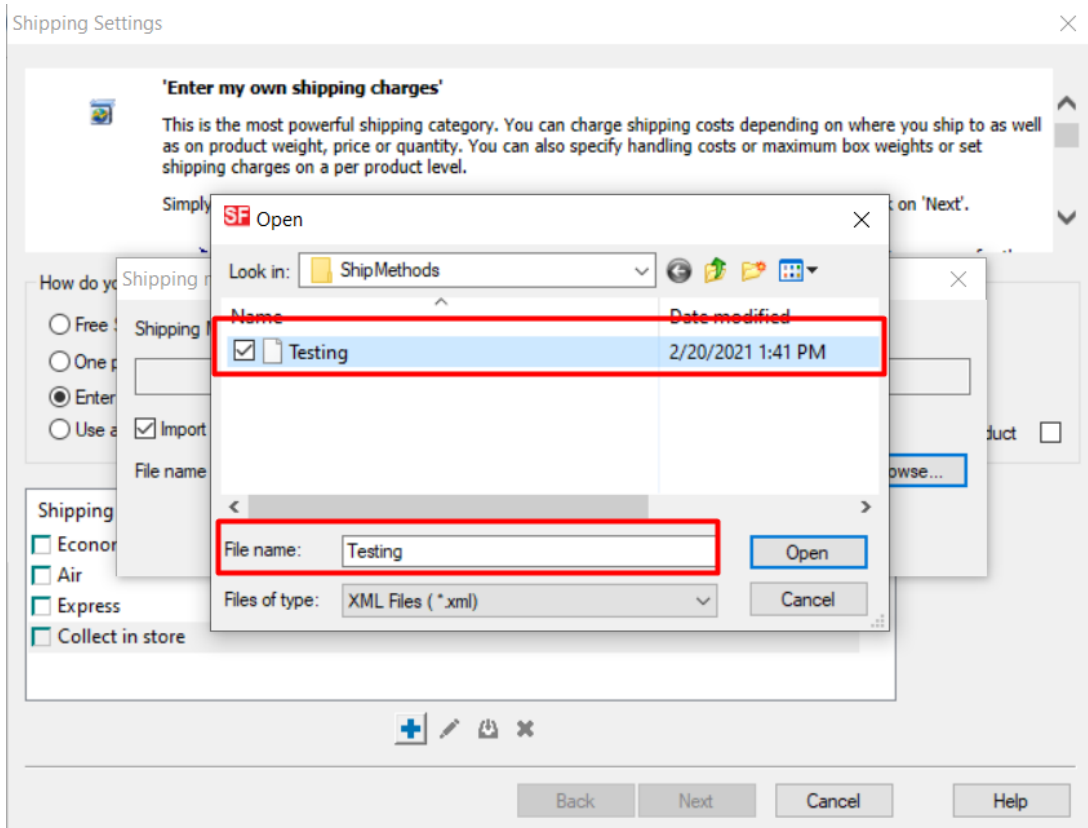 Shipping Settings
'Enter my own shipping charges'
This is the most powerful shipping category. You can charge shipping costs depending on where you ship to as well
as on product weight, price or quantity. You can also specify handling costs or maximum box weights or set
shipping charges on a per product level.
Simply
k on 'Next'.
SF Open
Look in: ShipMethods
Name Date modified
Testing 2/20/2021 1:41 PM
File name: Testing Open
Files of type: XML Files ( *.xml) Cancel
Shipping
Shipping
Import
File name
owse...
How do yo
Free
One p
Enter
Use a
duct
Shipping
Econor
Air
Express
Collect in store
Back Next Cancel Help